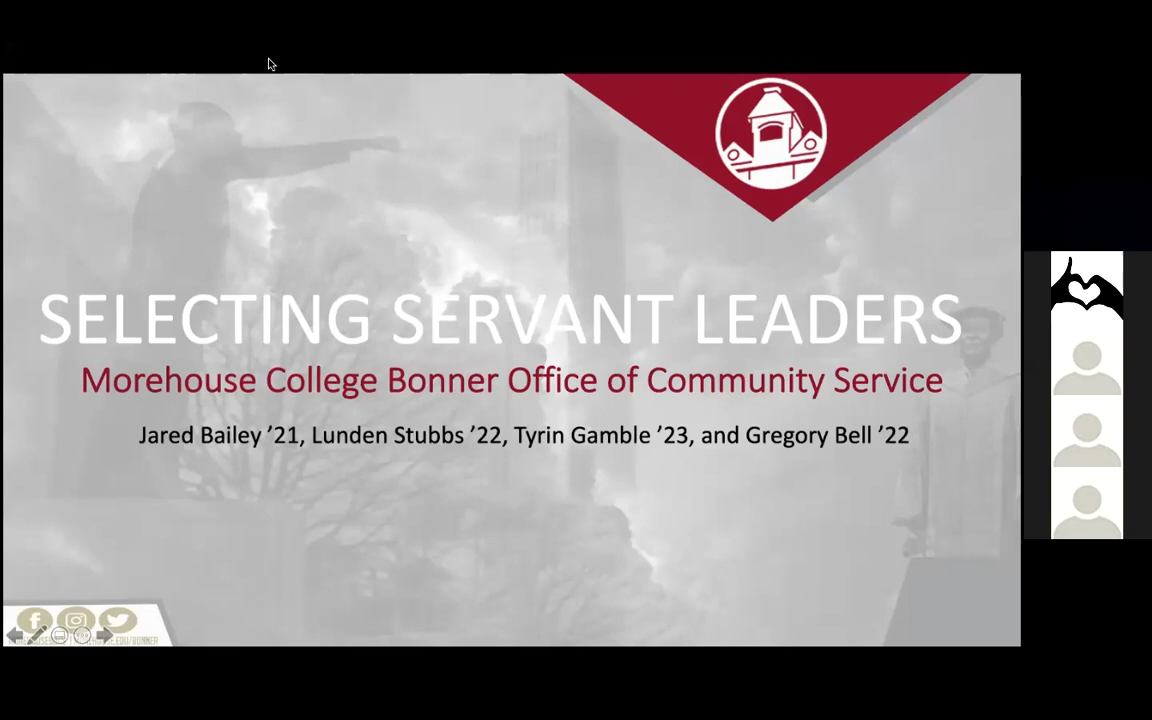 SELECTING SERVANT LEADERS
Morehouse College Bonner Office of Community Service
Jared Bailey ’21, Lunden Stubbs ’22, Tyrin Gamble ’23, and Gregory Bell ’22